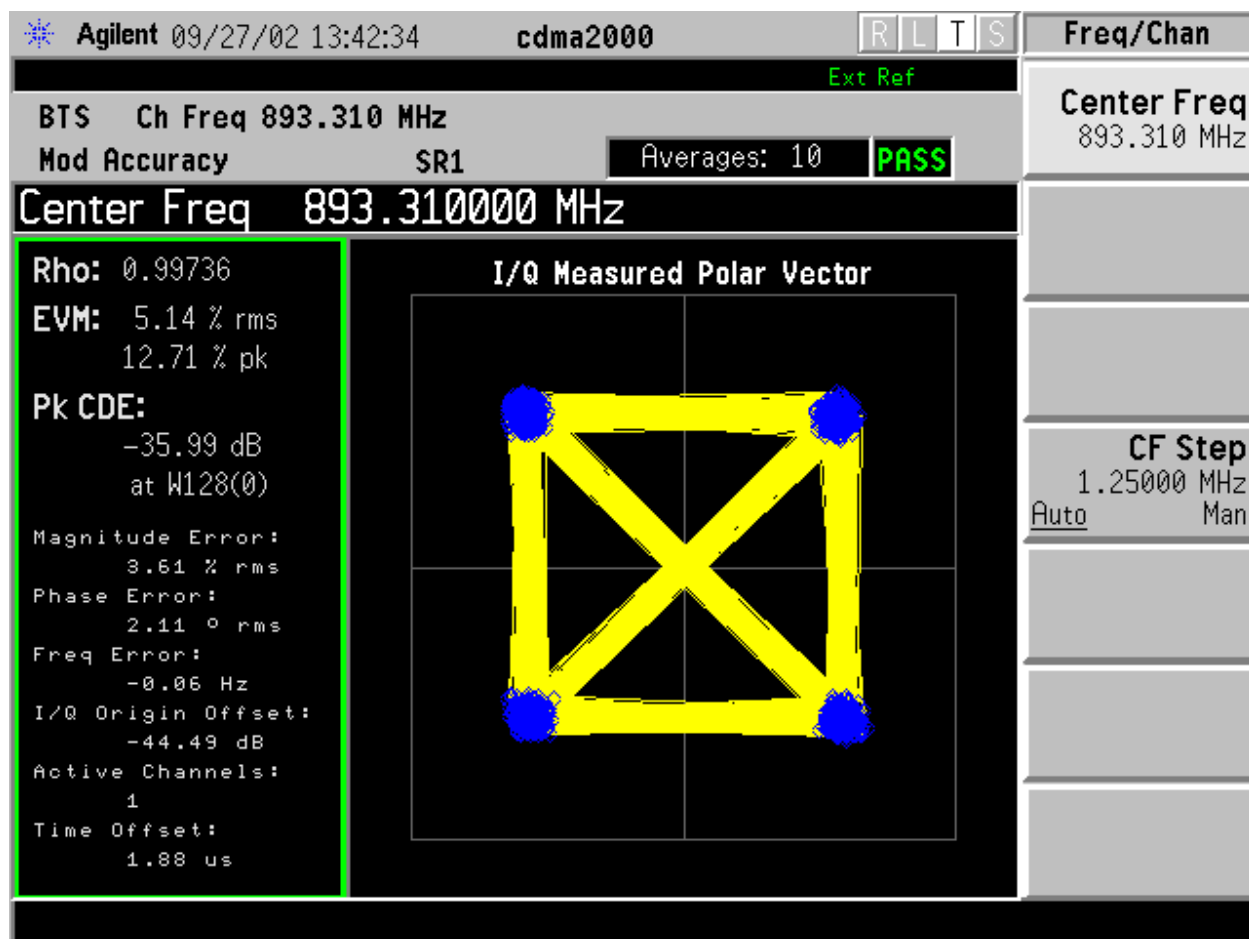 Agilent 09/27/02 13:42:34 cdma2000 R L T S
Freq/Chan
Ext Ref
BTS Ch Freq 893.310 MHz
Mod Accuracy SR1 Averages: 10 PASS
Center Freq 893.310000 MHz
Rho: 0.99736
EVM: 5.14 % rms
12.71 % pk
Pk CDE:
-35.99 dB
at W128(0)
Magnitude Error:
3.61 % rms
Phase Error:
2.11 º rms
Freq Error:
-0.06 Hz
I/Q Origin Offset:
-44.49 dB
Active Channels:
1
Time Offset:
1.88 us
I/Q Measured Polar Vector
Center Freq
893.310 MHz
CF Step
1.25000 MHz
Auto Man